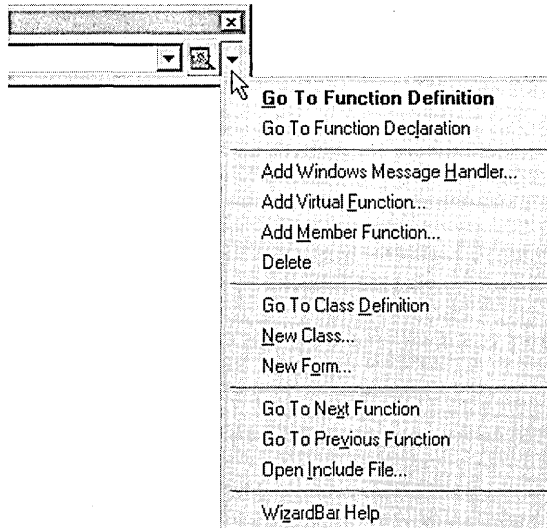 Go To Function Definition
Go To Function Declaration
Add Windows Message Handler...
Add Virtual Function...
Add Member Function...
Delete
Go To Class Definition
New Class...
New Form...
Go To Next Function
Go To Previous Function
Open Include File...
WizardBar Help